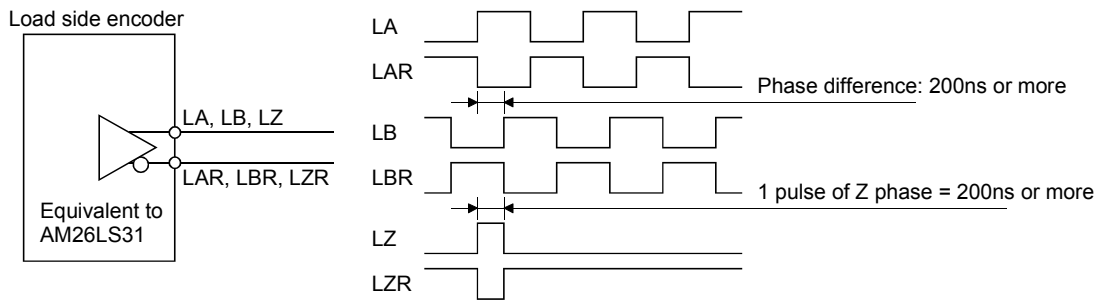 Load side encoder
LA, LB, LZ
LAR, LBR, LZR
Equivalent to
AM26LS31
LA
LAR
Phase difference: 200ns or more
LB
LBR
1 pulse of Z phase = 200ns or more
LZ
LZR